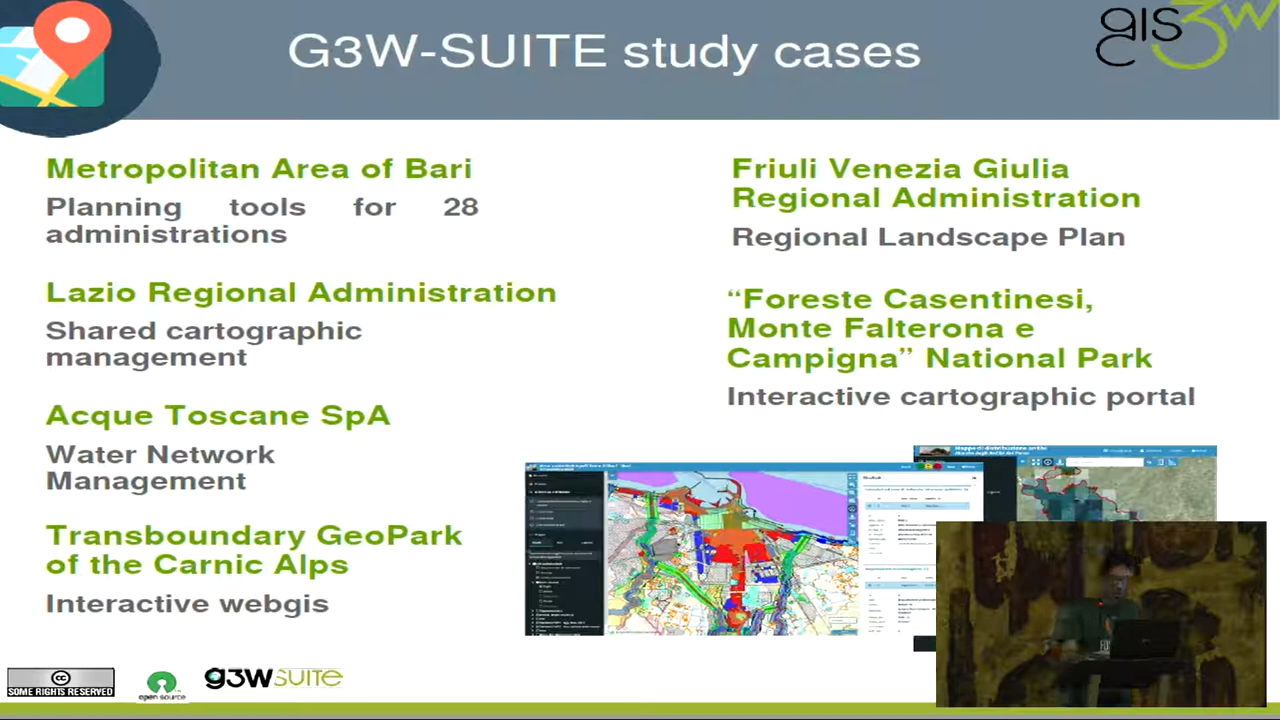 G3W-SUITE study cases
gis3w
Metropolitan Area of Bari
Planning tools for 28
administrations
Lazio Regional Administration
Shared cartographic
management
Acque Toscane SpA
Water Network
Management
Transboundary GeoPark
of the Carnic Alps
Interactive webgis
Friuli Venezia Giulia
Regional Administration
Regional Landscape Plan
“Foreste Casentinesi,
Monte Falterona e
Campigna” National Park
Interactive cartographic portal
cc
SOME RIGHTS RESERVED
open source
g3wSUITE